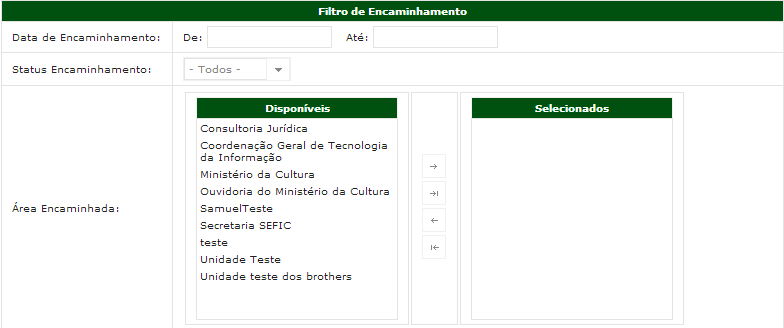 Filtro de Encaminhamento
Data de Encaminhamento: De: Até:
Status Encaminhamento: - Todos -
Disponíveis Selecionados
Consultoria Jurídica
Coordenação Geral de Tecnologia
da Informação
Ministério da Cultura
Ouvidoria do Ministério da Cultura
Área Encaminhada: SamuelTeste
Secretaria SEFIC
teste
Unidade Teste
Unidade teste dos brothers